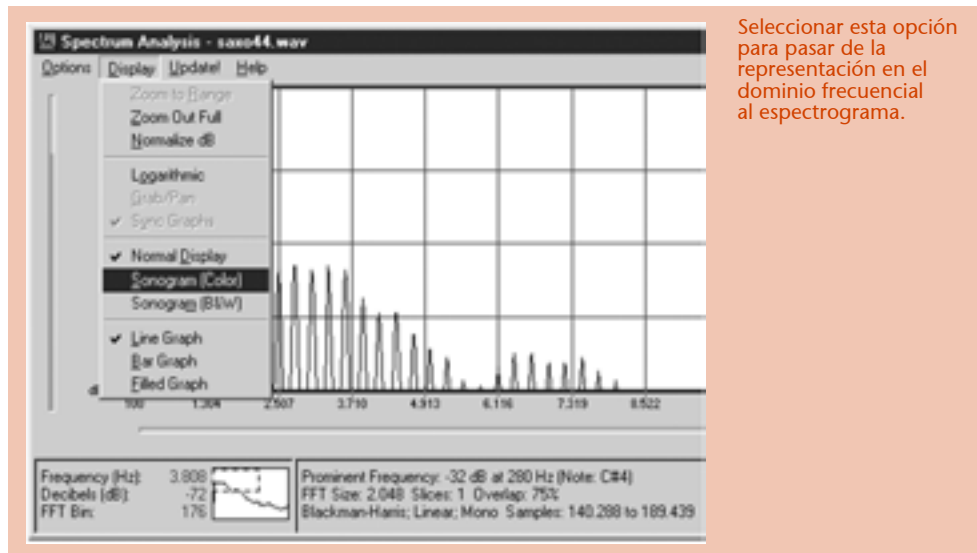 Spectrum Analysis - saxo44.wav
Options Display Update! Help
Zoom to Range
Zoom Out Full
Normalize dB
Logarithmic
Grab/Pan
Sync Graphs
Normal Display
Sonogram (Color)
Sonogram (B&W)
Line Graph
Bar Graph
Filled Graph
100 1.304 2.507 3.710 4.913 6.116 7.319 8.522
Frequency (Hz): 3.808
Decibels (dB): -72
FFT Bin: 176
Prominent Frequency: -32 dB at 280 Hz (Note: C#4)
FFT Size: 2.048 Slices: 1 Overlap: 75%
Blackman-Harris; Linear; Mono Samples: 140.288 to 189.439
Seleccionar esta opción
para pasar de la
representación en el
dominio frecuencial
al espectrograma.